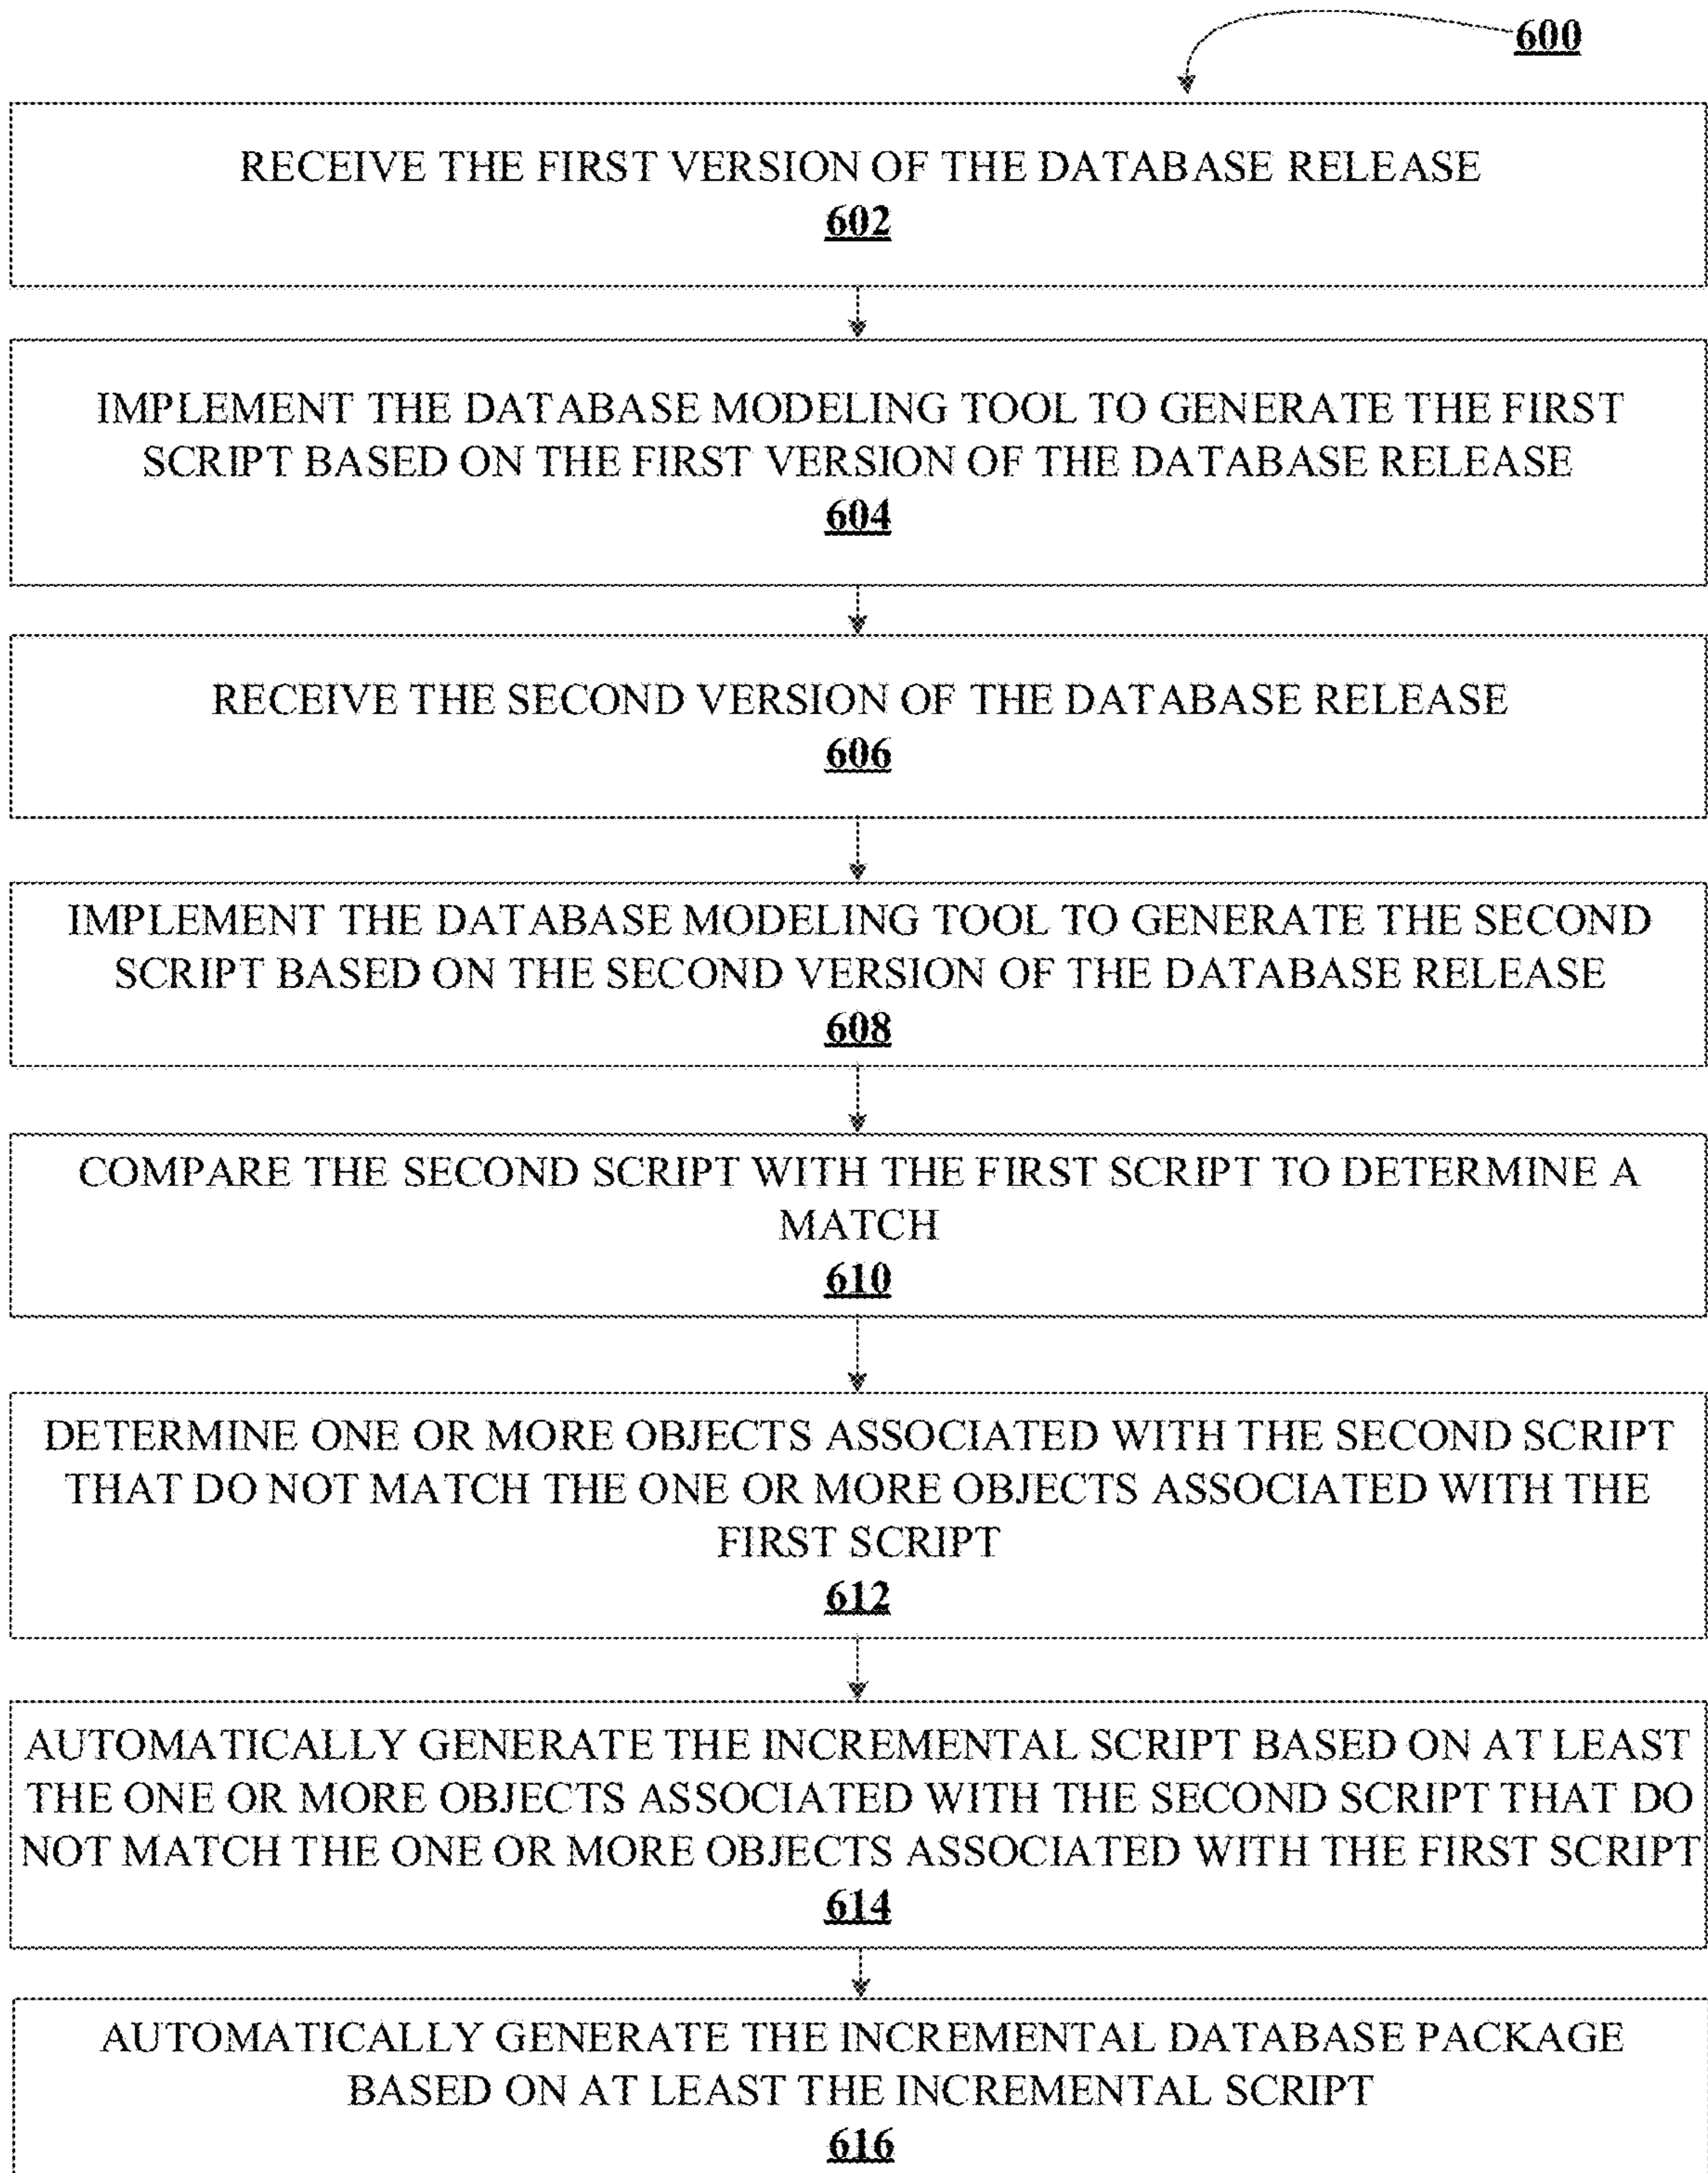 600
RECEIVE THE FIRST VERSION OF THE DATABASE RELEASE
602
IMPLEMENT THE DATABASE MODELING TOOL TO GENERATE THE FIRST
SCRIPT BASED ON THE FIRST VERSION OF THE DATABASE RELEASE
604
RECEIVE THE SECOND VERSION OF THE DATABASE RELEASE
606
IMPLEMENT THE DATABASE MODELING TOOL TO GENERATE THE SECOND
SCRIPT BASED ON THE SECOND VERSION OF THE DATABASE RELEASE
608
COMPARE THE SECOND SCRIPT WITH THE FIRST SCRIPT TO DETERMINE A
MATCH
610
DETERMINE ONE OR MORE OBJECTS ASSOCIATED WITH THE SECOND SCRIPT
THAT DO NOT MATCH THE ONE OR MORE OBJECTS ASSOCIATED WITH THE
FIRST SCRIPT
612
AUTOMATICALLY GENERATE THE INCREMENTAL SCRIPT BASED ON AT LEAST
THE ONE OR MORE OBJECTS ASSOCIATED WITH THE SECOND SCRIPT THAT DO
NOT MATCH THE ONE OR MORE OBJECTS ASSOCIATED WITH THE FIRST SCRIPT
614
AUTOMATICALLY GENERATE THE INCREMENTAL DATABASE PACKAGE
BASED ON AT LEAST THE INCREMENTAL SCRIPT
616